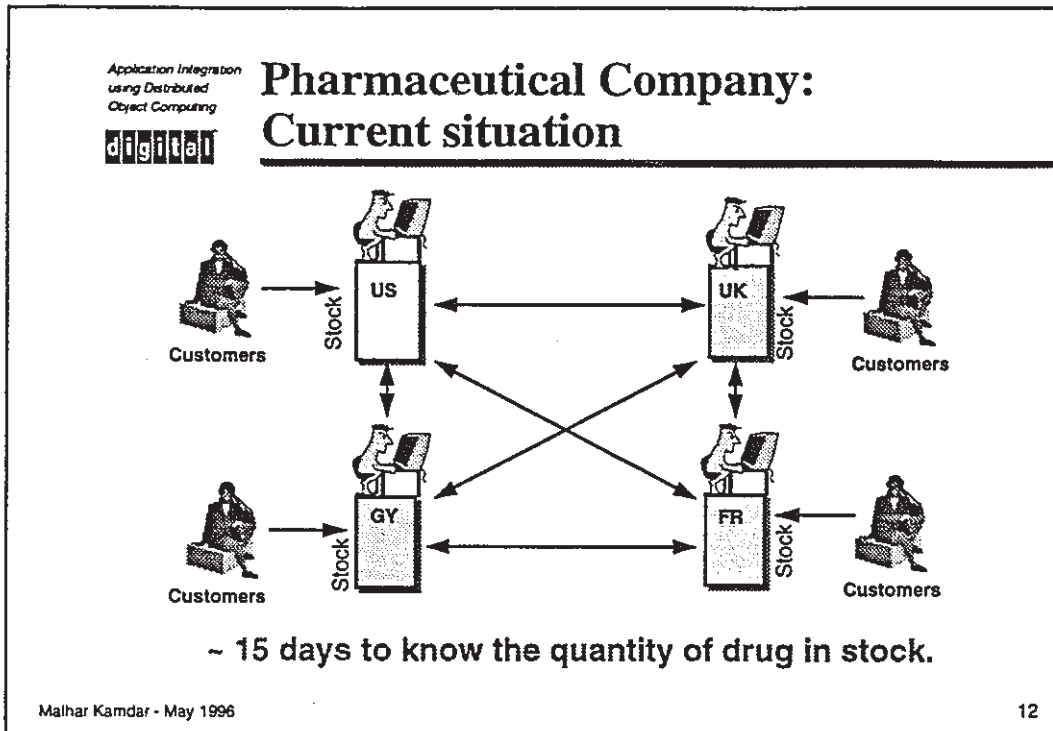 Application Integration
using Distributed
Object Computing
digital
Pharmaceutical Company:
Current situation
US
Stock
Customers
UK
Stock
Customers
GY
Stock
Customers
FR
Stock
Customers
~ 15 days to know the quantity of drug in stock.
Malhar Kamdar - May 1996
12